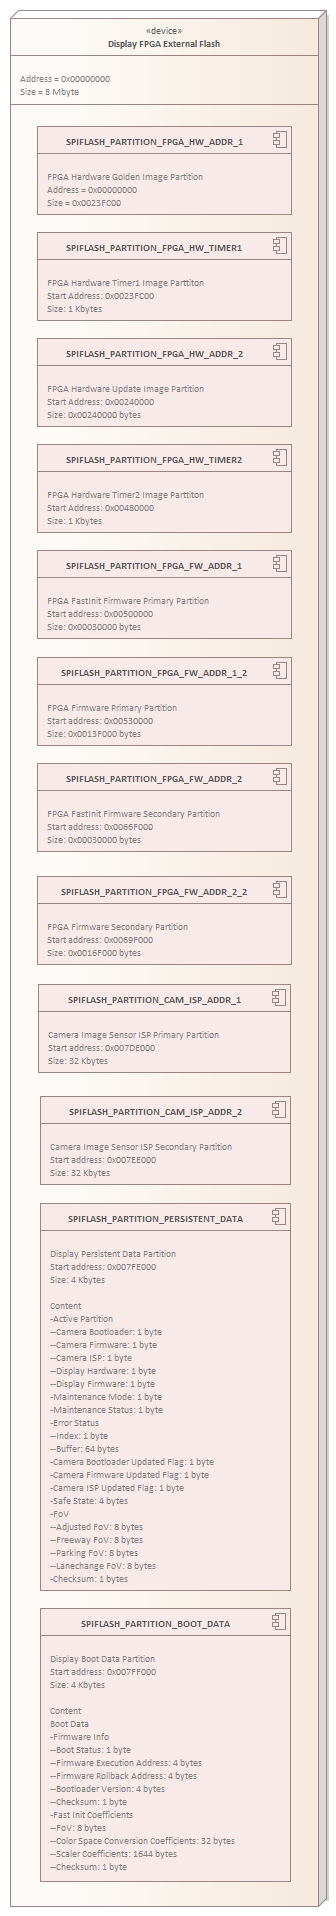 «device»
Display FPGA External Flash
Address = 0x00000000
Size = 8 Mbyte
SPIFLASH_PARTITION_FPGA_HW_ADDR_1
FPGA Hardware Golden Image Partition
Address = 0x00000000
Size = 0x0023FC00
SPIFLASH_PARTITION_FPGA_HW_TIMER1
FPGA Hardware Timer1 Image Parttiton
Start Address: 0x0023FC00
Size: 1 Kbytes
SPIFLASH_PARTITION_FPGA_HW_ADDR_2
FPGA Hardware Update Image Partition
Start Address: 0x00240000
Size: 0x00240000 bytes
SPIFLASH_PARTITION_FPGA_HW_TIMER2
FPGA Hardware Timer2 Image Parttiton
Start Address: 0x00480000
Size: 1 Kbytes
SPIFLASH_PARTITION_FPGA_FW_ADDR_1
FPGA FastInit Firmware Primary Partition
Start address: 0x00500000
Size: 0x00030000 bytes
SPIFLASH_PARTITION_FPGA_FW_ADDR_1_2
FPGA Firmware Primary Partition
Start address: 0x00530000
Size: 0x0013F000 bytes
SPIFLASH_PARTITION_FPGA_FW_ADDR_2
FPGA FastInit Firmware Secondary Partition
Start address: 0x0066F000
Size: 0x00030000 bytes
SPIFLASH_PARTITION_FPGA_FW_ADDR_2_2
FPGA Firmware Secondary Partition
Start address: 0x0069F000
Size: 0x0016F000 bytes
SPIFLASH_PARTITION_CAM_ISP_ADDR_1
Camera Image Sensor ISP Primary Partition
Start address: 0x007DE000
Size: 32 Kbytes
SPIFLASH_PARTITION_CAM_ISP_ADDR_2
Camera Image Sensor ISP Secondary Partition
Start address: 0x007EE000
Size: 32 Kbytes
SPIFLASH_PARTITION_PERSISTENT_DATA
Display Persistent Data Partition
Start address: 0x007FE000
Size: 4 Kbytes
Content
-Active Partition
--Camera Bootloader: 1 byte
--Camera Firmware: 1 byte
--Camera ISP: 1 byte
--Display Hardware: 1 byte
--Display Firmware: 1 byte
-Maintenance Mode: 1 byte
-Maintenance Status: 1 byte
-Error Status
--Index: 1 byte
--Buffer: 64 bytes
-Camera Bootloader Updated Flag: 1 byte
-Camera Firmware Updated Flag: 1 byte
-Camera ISP Updated Flag: 1 byte
-Safe State: 4 bytes
-FoV
--Adjusted FoV: 8 bytes
--Freeway FoV: 8 bytes
--Parking FoV: 8 bytes
--Lanechange FoV: 8 bytes
-Checksum: 1 bytes
SPIFLASH_PARTITION_BOOT_DATA
Display Boot Data Partition
Start address: 0x007FF000
Size: 4 Kbytes
Content
Boot Data
-Firmware Info
--Boot Status: 1 byte
--Firmware Execution Address: 4 bytes
--Firmware Rollback Address: 4 bytes
--Bootloader Version: 4 bytes
--Checksum: 1 byte
-Fast Init Coefficients
--FoV: 8 bytes
--Color Space Conversion Coefficients: 32 bytes
--Scaler Coefficients: 1644 bytes
--Checksum: 1 byte